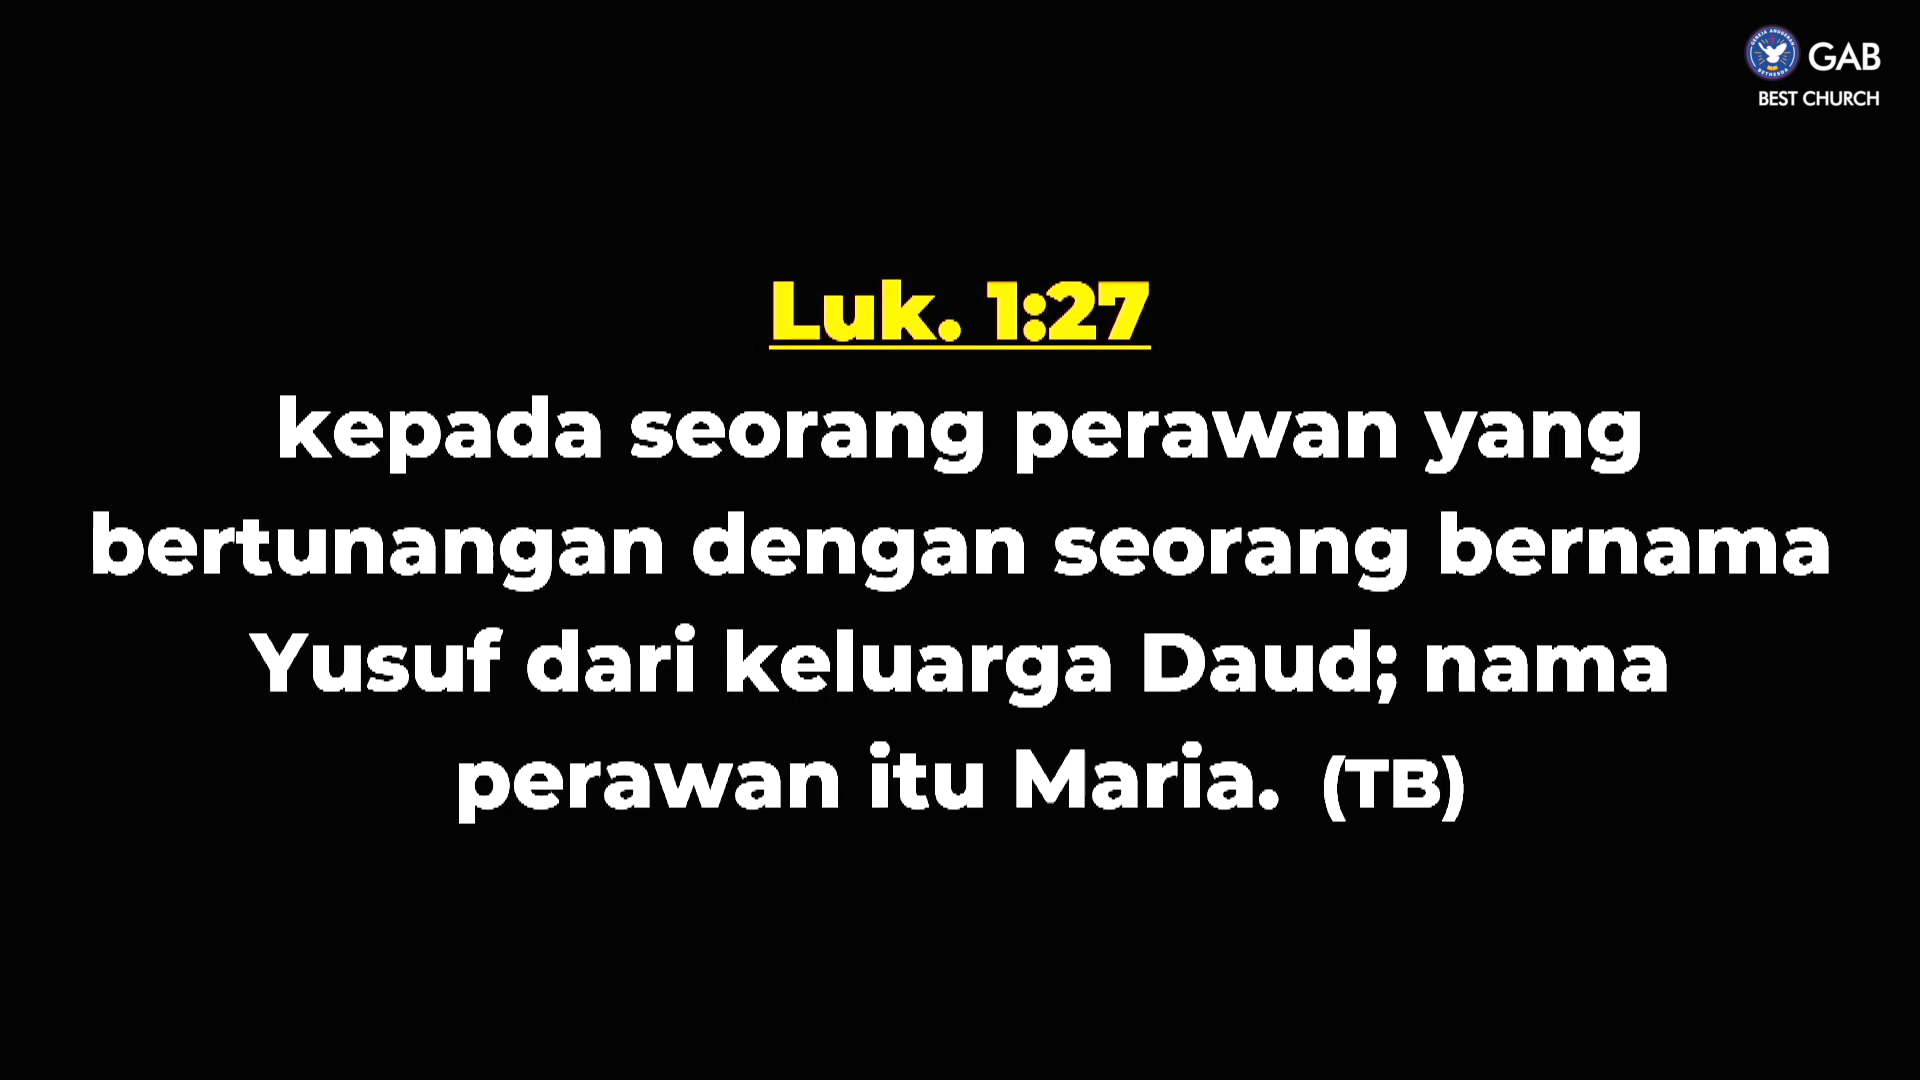 GAB
BEST CHURCH
Luk. 1:27
kepada seorang perawan yang
bertunangan dengan seorang bernama
Yusuf dari keluarga Daud; nama
perawan itu Maria. (TB)